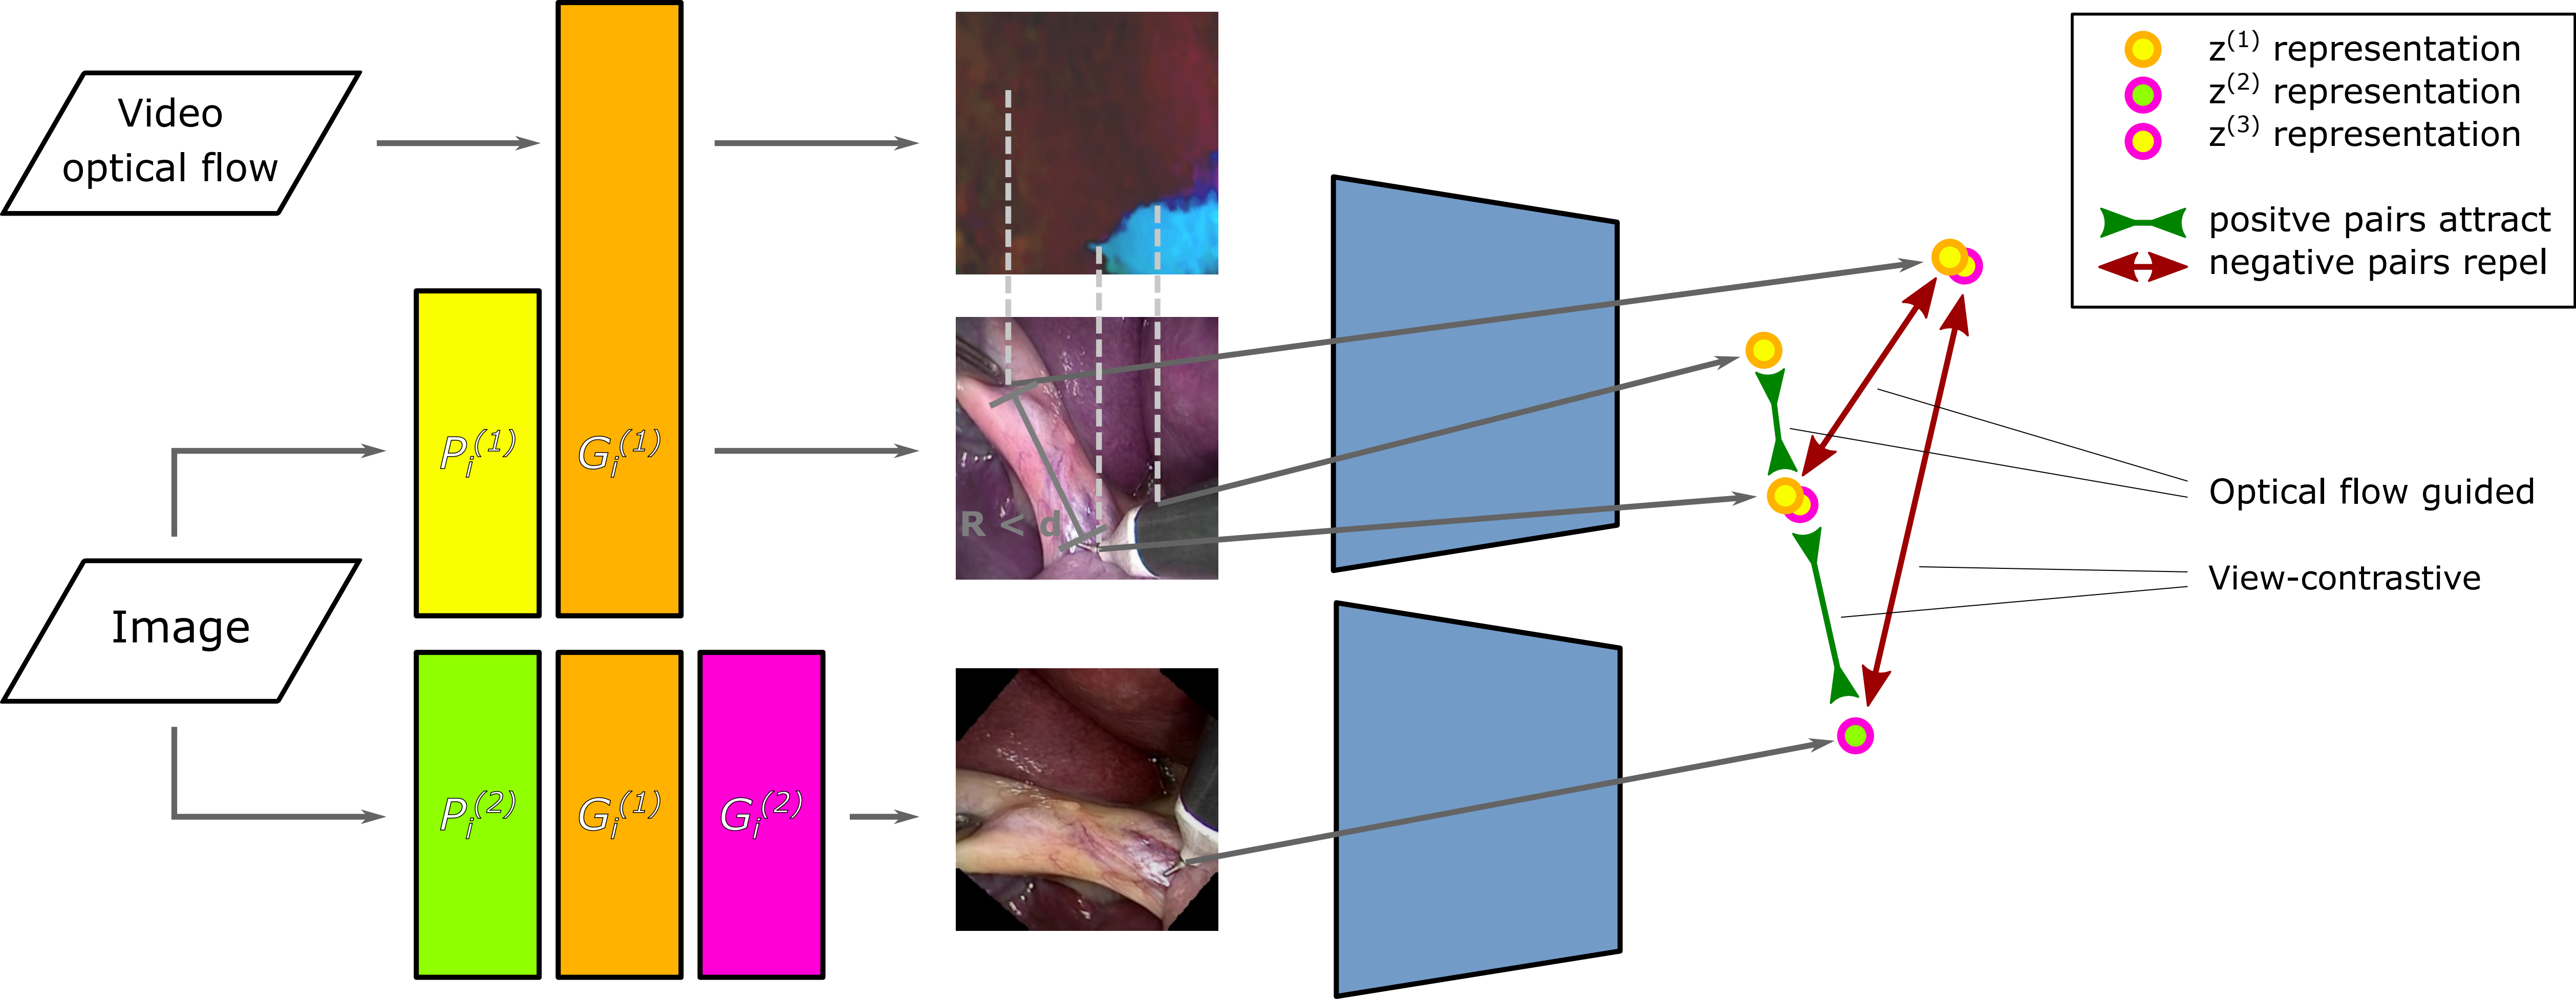 Video
optical flow
Image
P_i^(1)
G_i^(1)
P_i^(2)
G_i^(1)
G_i^(2)
R < d
z^(1) representation
z^(2) representation
z^(3) representation
positve pairs attract
negative pairs repel
Optical flow guided
View-contrastive